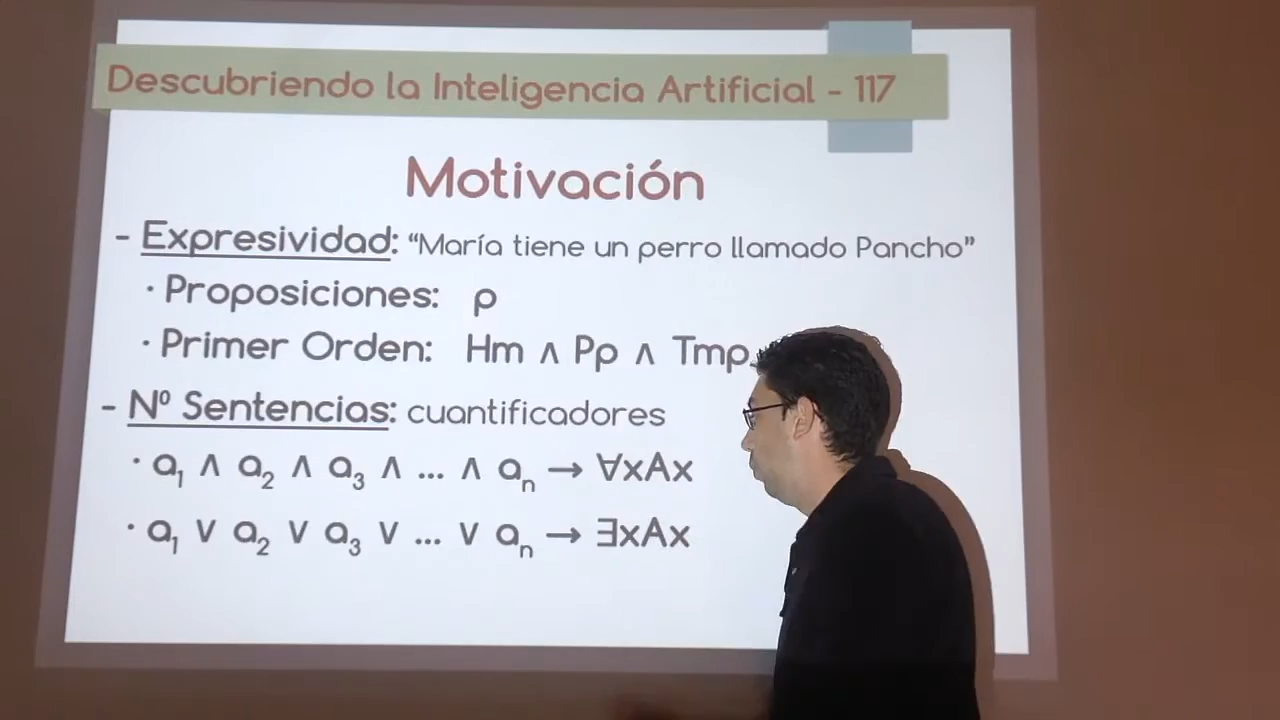 Descubriendo la Inteligencia Artificial - 117
Motivación
- Expresividad: “María tiene un perro llamado Pancho”
· Proposiciones: p
· Primer Orden: Hm ∧ Pp ∧ Tmp
- Nº Sentencias: cuantificadores
· a₁ ∧ a₂ ∧ a₃ ∧ ... ∧ aₙ → ∀xAx
· a₁ ∨ a₂ ∨ a₃ ∨ ... ∨ aₙ → ∃xAx